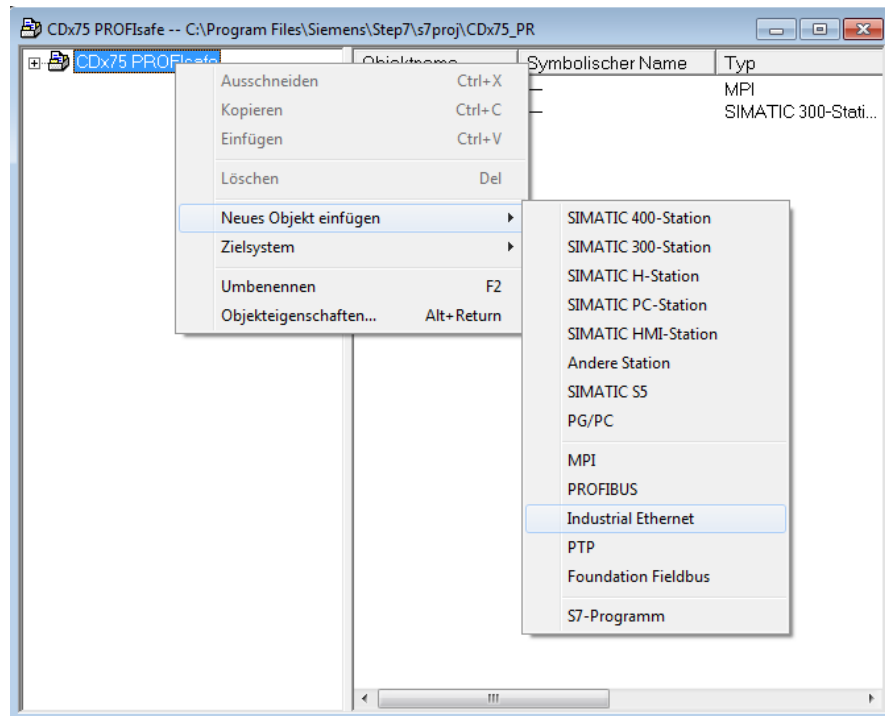 CDx75 PROFIsafe -- C:\Program Files\Siemens\Step7\s7proj\CDx75_PR
CDx75 PROFIsafe
Objektname Symbolischer Name Typ
MPI
SIMATIC 300-Stati...
Ausschneiden Ctrl+X
Kopieren Ctrl+C
Einfügen Ctrl+V
Löschen Del
Neues Objekt einfügen
Zielsystem
Umbenennen F2
Objekteigenschaften... Alt+Return
SIMATIC 400-Station
SIMATIC 300-Station
SIMATIC H-Station
SIMATIC PC-Station
SIMATIC HMI-Station
Andere Station
SIMATIC S5
PG/PC
MPI
PROFIBUS
Industrial Ethernet
PTP
Foundation Fieldbus
S7-Programm